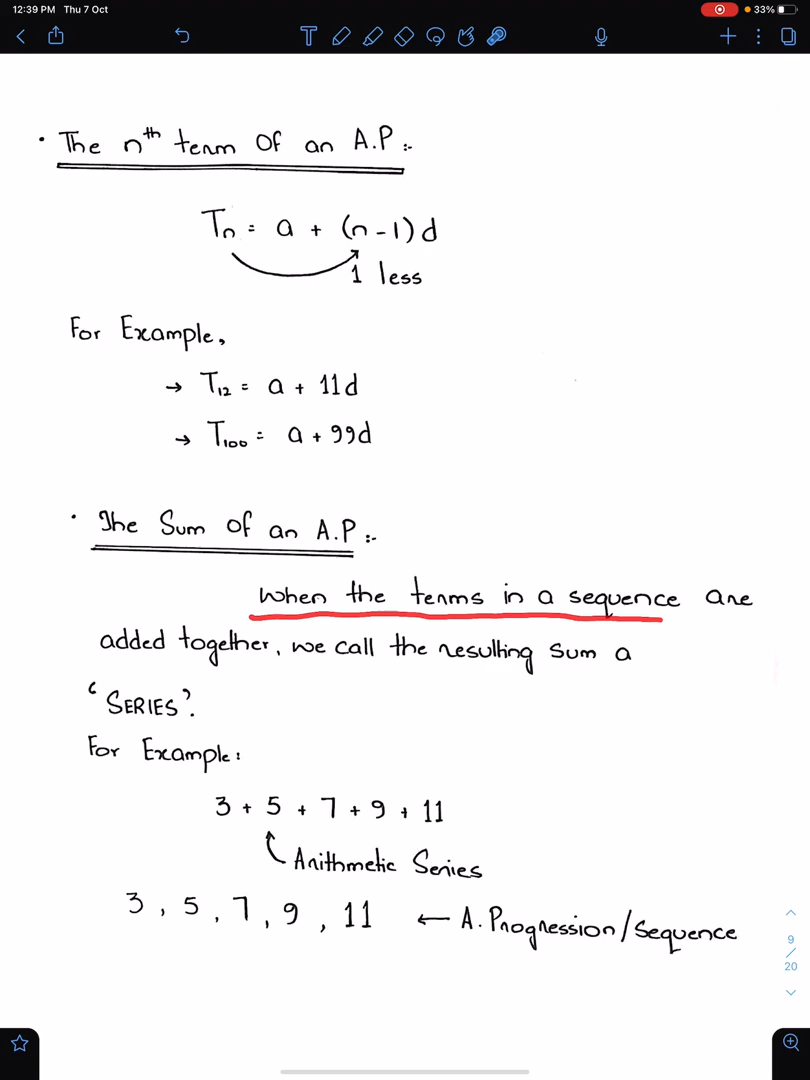 12:39 PM Thu 7 Oct
33%
• The nth term Of an A.P :-
Tn = a + (n - 1) d
1 less
For Example,
→ T12 = a + 11d
→ T100 = a + 99d
• The Sum of an A.P :-
When the terms in a sequence are
added together, we call the resulting sum a
‘SERIES’.
For Example:
3 + 5 + 7 + 9 + 11
Arithmetic Series
3 , 5 , 7 , 9 , 11 ← A. Progression/Sequence
9
/
20